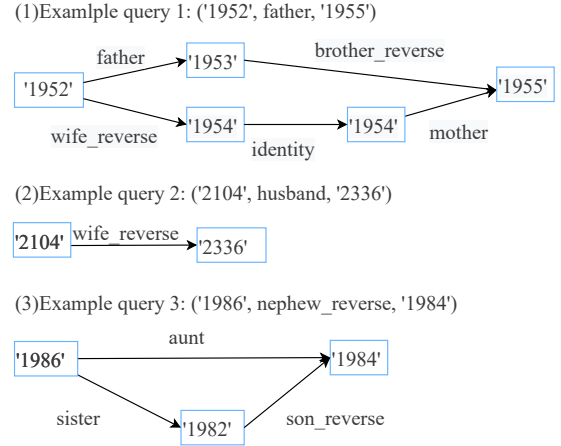 (1)Examlple query 1: ('1952', father, '1955')
father
'1953'
brother_reverse
'1952'
'1955'
wife_reverse
'1954'
identity
'1954'
mother
(2)Example query 2: ('2104', husband, '2336')
'2104'
wife_reverse
'2336'
(3)Example query 3: ('1986', nephew_reverse, '1984')
'1986'
aunt
'1984'
sister
'1982'
son_reverse